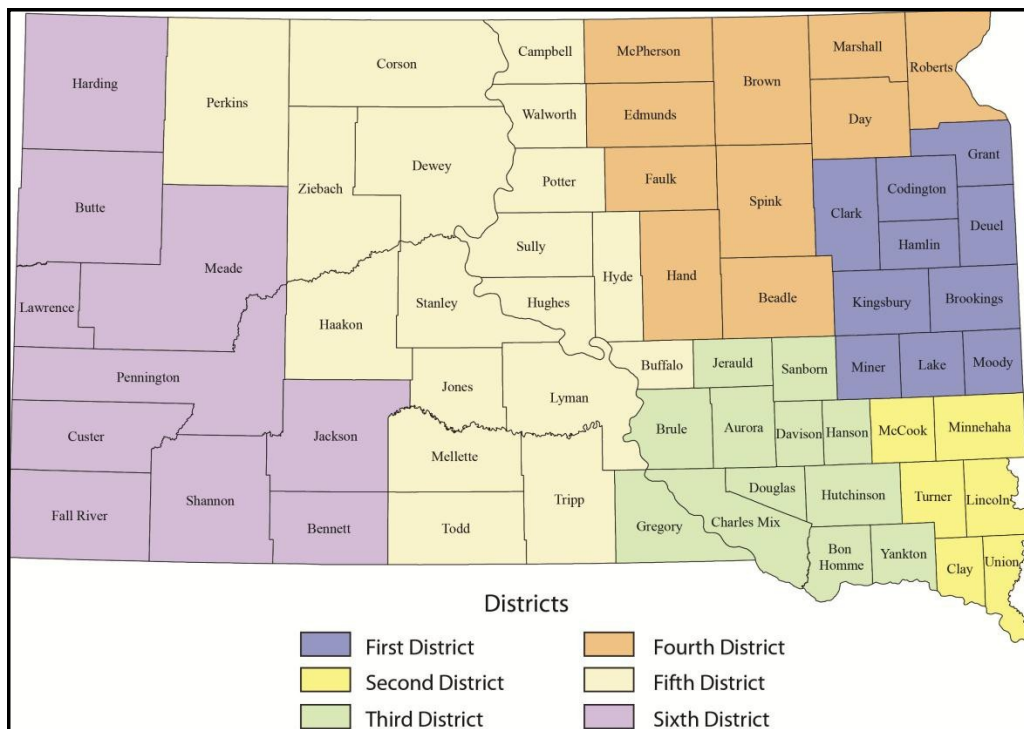 Harding
Perkins
Corson
Campbell
McPherson
Brown
Marshall
Roberts
Walworth
Edmunds
Day
Grant
Butte
Ziebach
Dewey
Potter
Faulk
Spink
Clark
Codington
Deuel
Hamlin
Meade
Sully
Hyde
Hand
Lawrence
Haakon
Stanley
Hughes
Beadle
Kingsbury
Brookings
Pennington
Jones
Lyman
Buffalo
Jerauld
Sanborn
Miner
Lake
Moody
Custer
Jackson
Mellette
Brule
Aurora
Davison
Hanson
McCook
Minnehaha
Fall River
Shannon
Bennett
Todd
Tripp
Gregory
Charles Mix
Douglas
Hutchinson
Turner
Lincoln
Bon
Homme
Yankton
Clay
Union
Districts
First District
Second District
Third District
Fourth District
Fifth District
Sixth District